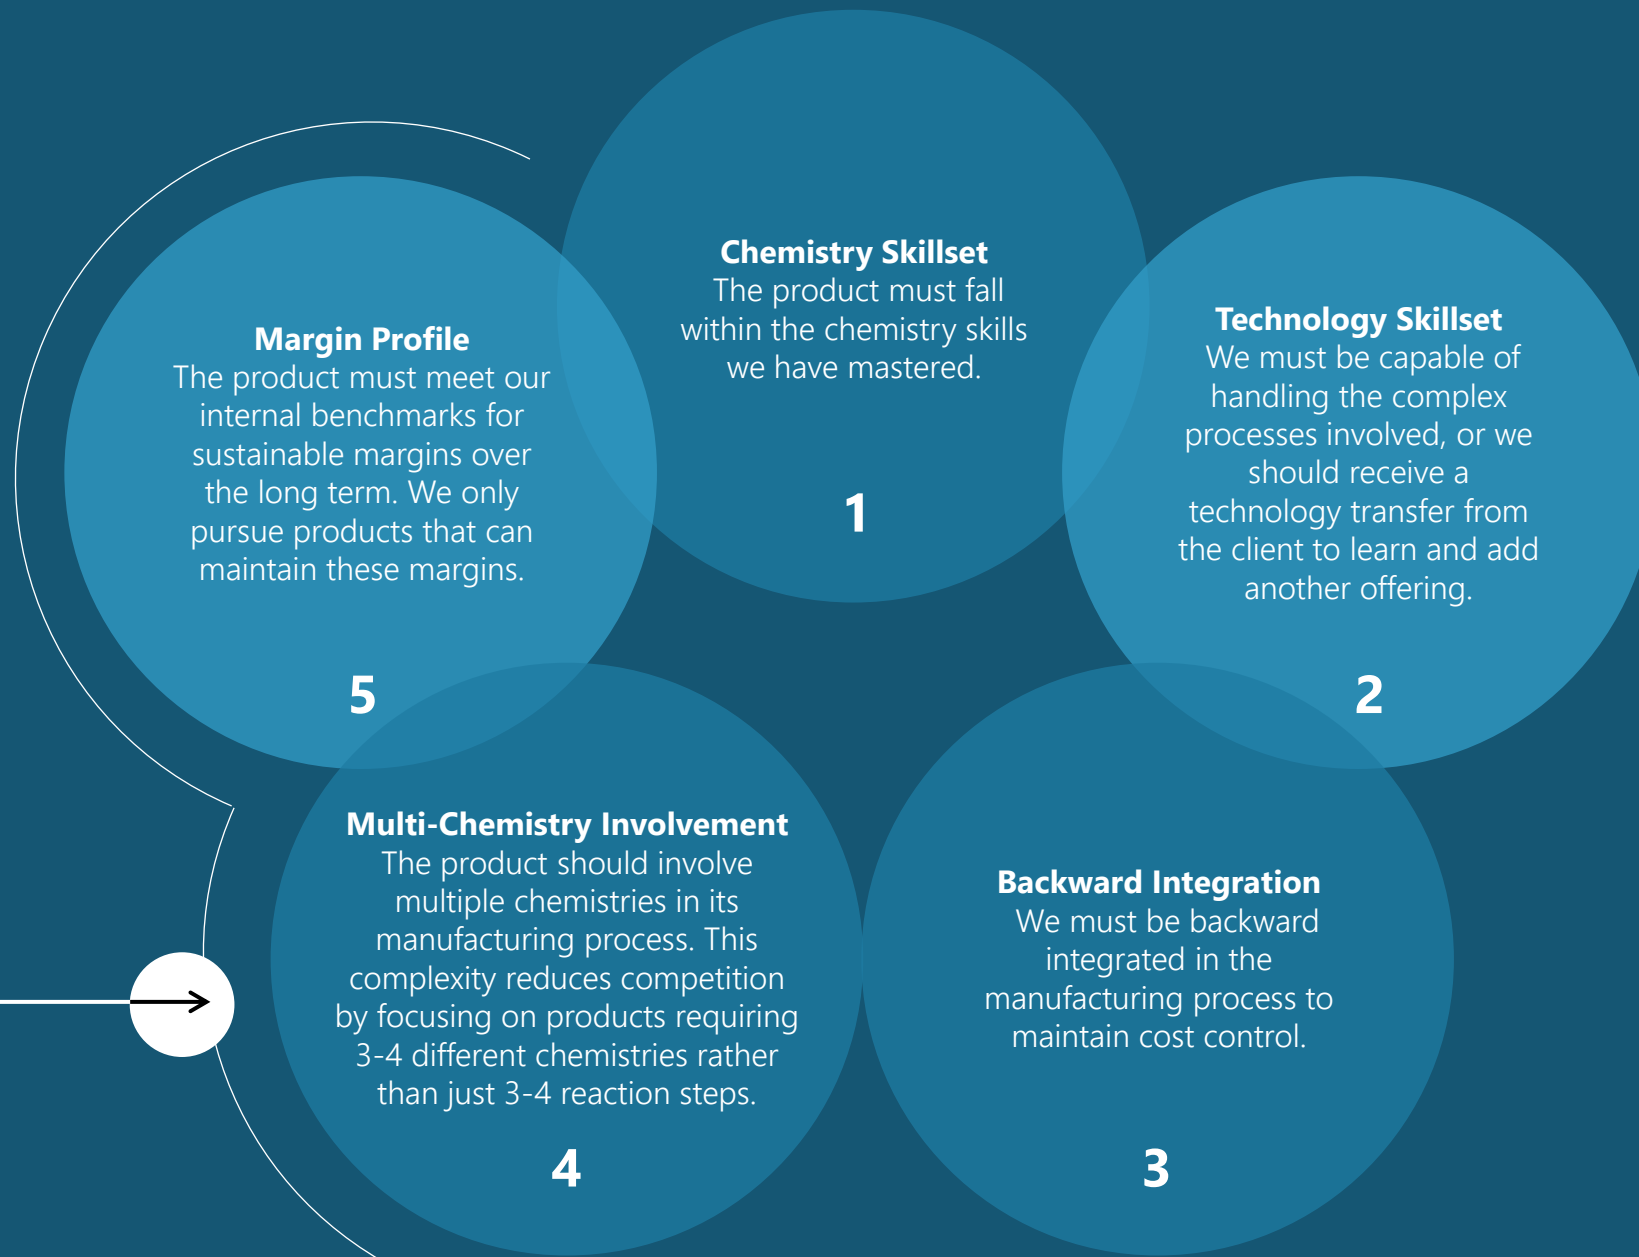 Chemistry Skillset
The product must fall
within the chemistry skills
we have mastered.
1
Technology Skillset
We must be capable of
handling the complex
processes involved, or we
should receive a
technology transfer from
the client to learn and add
another offering.
2
Backward Integration
We must be backward
integrated in the
manufacturing process to
maintain cost control.
3
Multi-Chemistry Involvement
The product should involve
multiple chemistries in its
manufacturing process. This
complexity reduces competition
by focusing on products requiring
3-4 different chemistries rather
than just 3-4 reaction steps.
4
Margin Profile
The product must meet our
internal benchmarks for
sustainable margins over
the long term. We only
pursue products that can
maintain these margins.
5